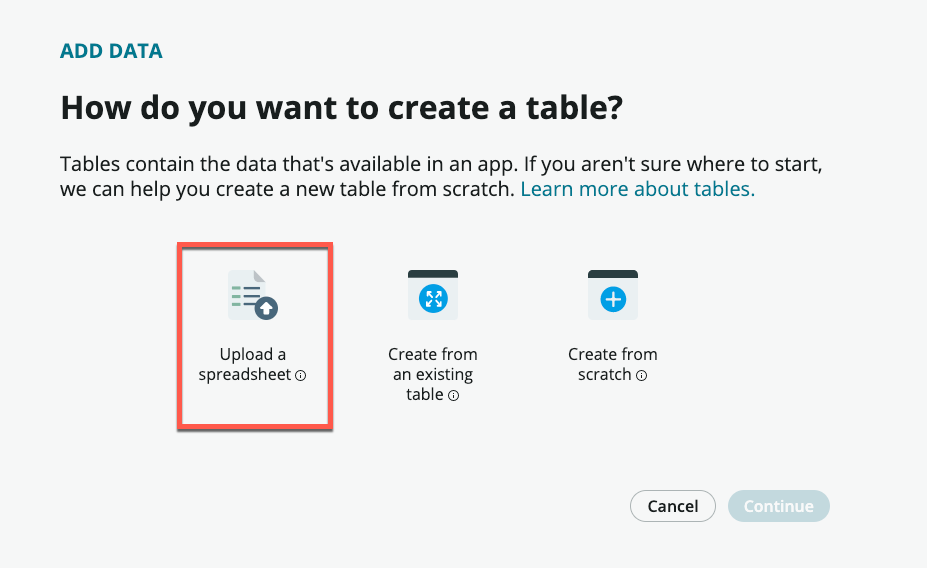 ADD DATA
How do you want to create a table?
Tables contain the data that's available in an app. If you aren't sure where to start,
we can help you create a new table from scratch. Learn more about tables.
Upload a
spreadsheet
Create from
an existing
table
Create from
scratch
Cancel
Continue